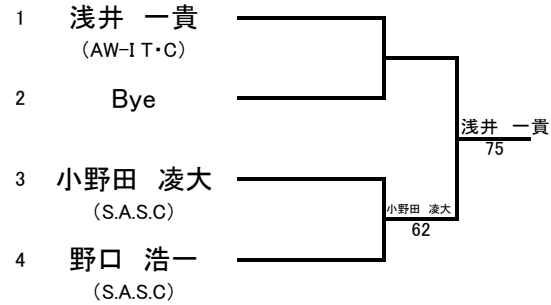 1 浅井 一貴
(AW-I T・C)
2 Bye
浅井 一貴
75
3 小野田 凌大
(S.A.S.C)
小野田 凌大
62
4 野口 浩一
(S.A.S.C)